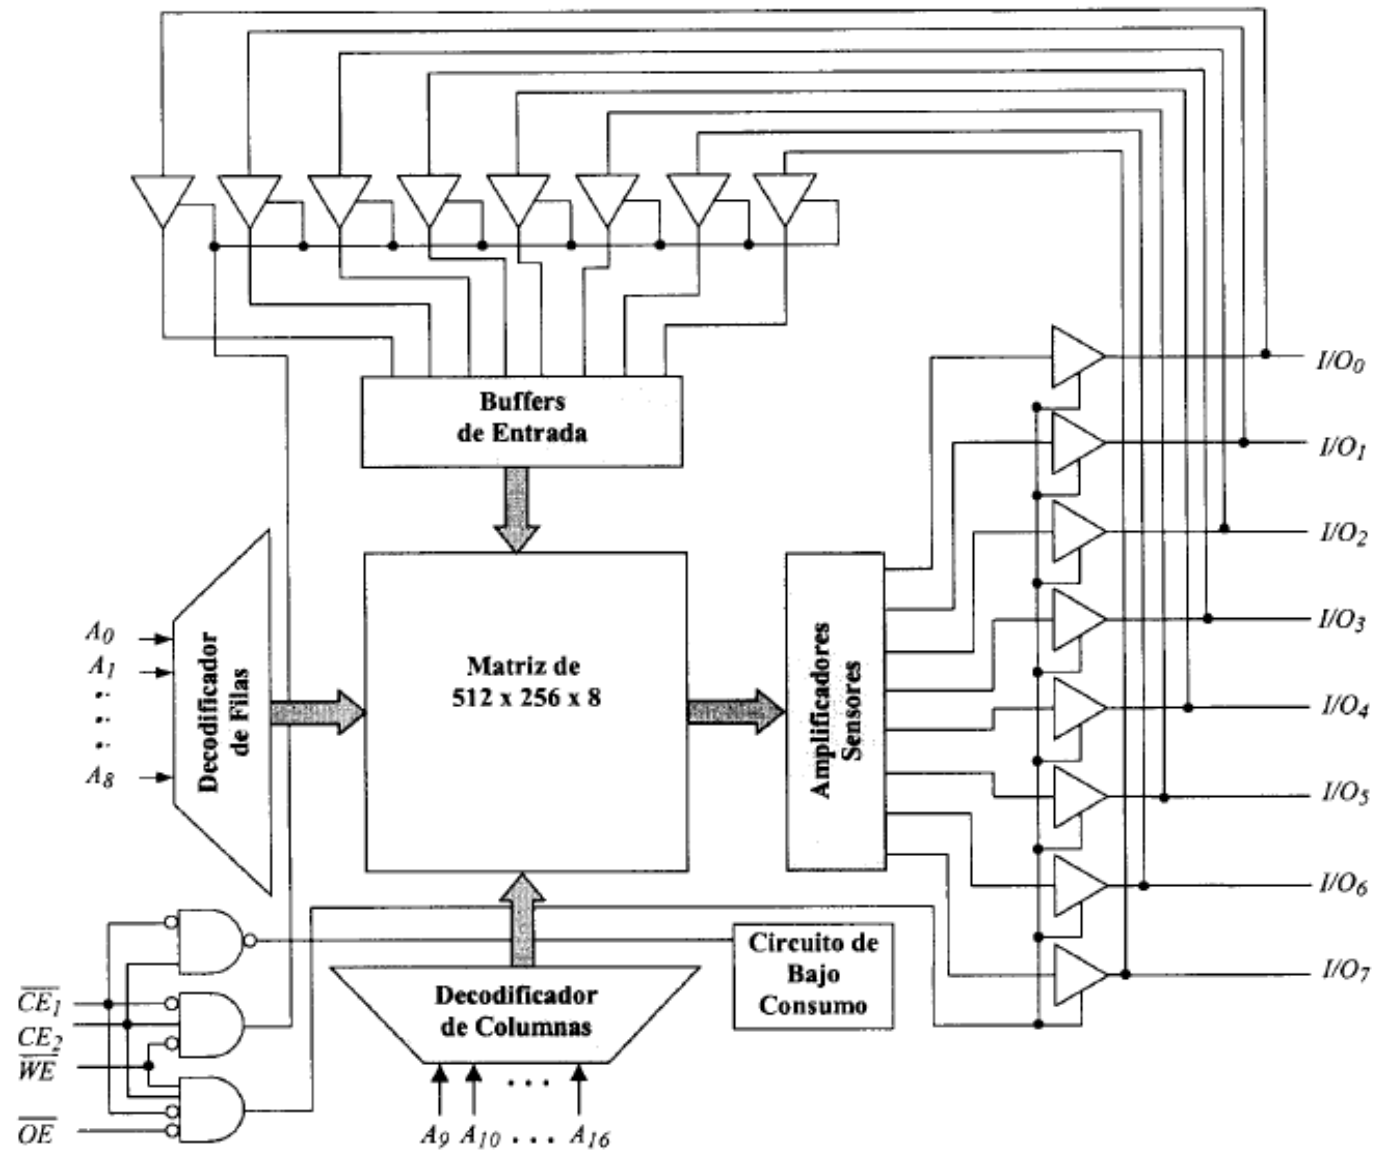 Buffers
de Entrada
I/O0
I/O1
I/O2
I/O3
I/O4
I/O5
I/O6
I/O7
A0
A1
A8
Decodificador
de Filas
Matriz de
512 x 256 x 8
Amplificadores
Sensores
Circuito de
Bajo
Consumo
Decodificador
de Columnas
CE1
CE2
WE
OE
A9 A10 . . . A16